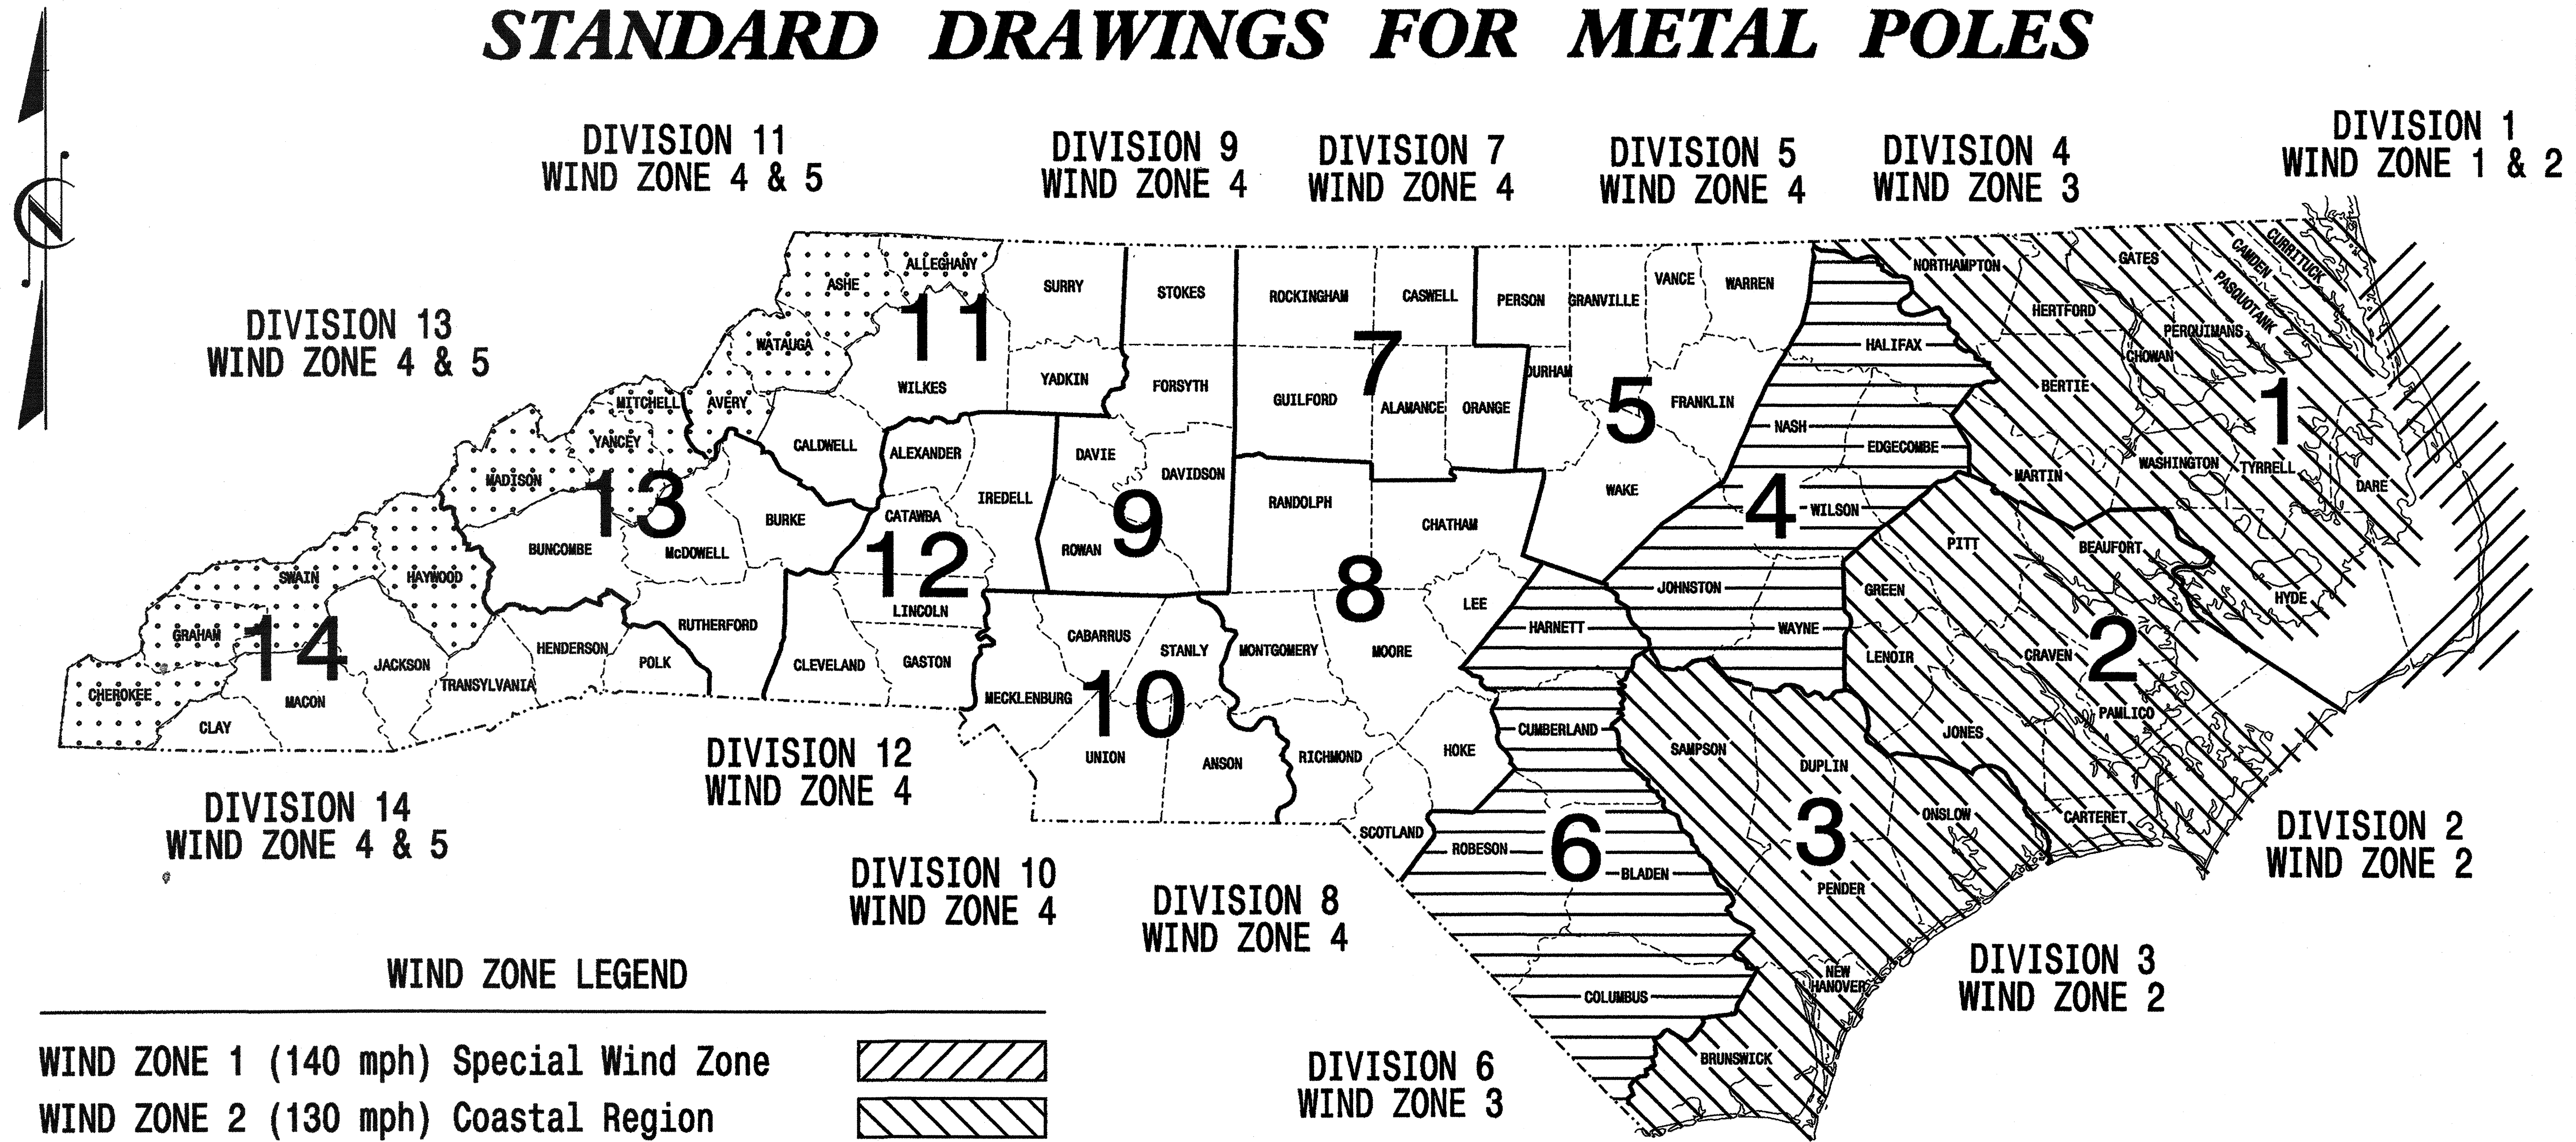 STANDARD DRAWINGS FOR METAL POLES
N
DIVISION 11
WIND ZONE 4 & 5
DIVISION 9
WIND ZONE 4
DIVISION 7
WIND ZONE 4
DIVISION 5
WIND ZONE 4
DIVISION 4
WIND ZONE 3
DIVISION 1
WIND ZONE 1 & 2
DIVISION 13
WIND ZONE 4 & 5
ASHE
ALLEGHANY
11
WATAUGA
WILKES
SURRY
YADKIN
AVERY
CALDWELL
STOKES
FORSYTH
DAVIE
DAVIDSON
9
ROWAN
ROCKINGHAM
CASWELL
7
GUILFORD
ALAMANCE
ORANGE
PERSON
GRANVILLE
VANCE
WARREN
DURHAM
5
FRANKLIN
WAKE
HALIFAX
NASH
EDGECOMBE
4
WILSON
JOHNSTON
WAYNE
NORTHAMPTON
GATES
CAMDEN
CURRITUCK
PASQUOTANK
HERTFORD
PERQUIMANS
CHOWAN
BERTIE
1
MARTIN
WASHINGTON
TYRRELL
DARE
HYDE
MITCHELL
YANCEY
MADISON
13
BUNCOMBE
McDOWELL
BURKE
ALEXANDER
IREDELL
CATAWBA
12
LINCOLN
CLEVELAND
GASTON
RUTHERFORD
POLK
SWAIN
HAYWOOD
GRAHAM
14
JACKSON
HENDERSON
TRANSYLVANIA
CHEROKEE
MACON
CLAY
RANDOLPH
CHATHAM
8
LEE
MONTGOMERY
MOORE
RICHMOND
HOKE
SCOTLAND
CABARRUS
STANLY
MECKLENBURG
10
UNION
ANSON
HARNETT
CUMBERLAND
ROBESON
6
BLADEN
COLUMBUS
PITT
BEAUFORT
GREEN
LENOIR
CRAVEN
2
PAMLICO
JONES
CARTERET
SAMPSON
DUPLIN
3
ONSLOW
PENDER
NEW
HANOVER
BRUNSWICK
DIVISION 12
WIND ZONE 4
DIVISION 14
WIND ZONE 4 & 5
DIVISION 10
WIND ZONE 4
DIVISION 8
WIND ZONE 4
DIVISION 2
WIND ZONE 2
DIVISION 3
WIND ZONE 2
DIVISION 6
WIND ZONE 3
WIND ZONE LEGEND
WIND ZONE 1 (140 mph) Special Wind Zone
WIND ZONE 2 (130 mph) Coastal Region